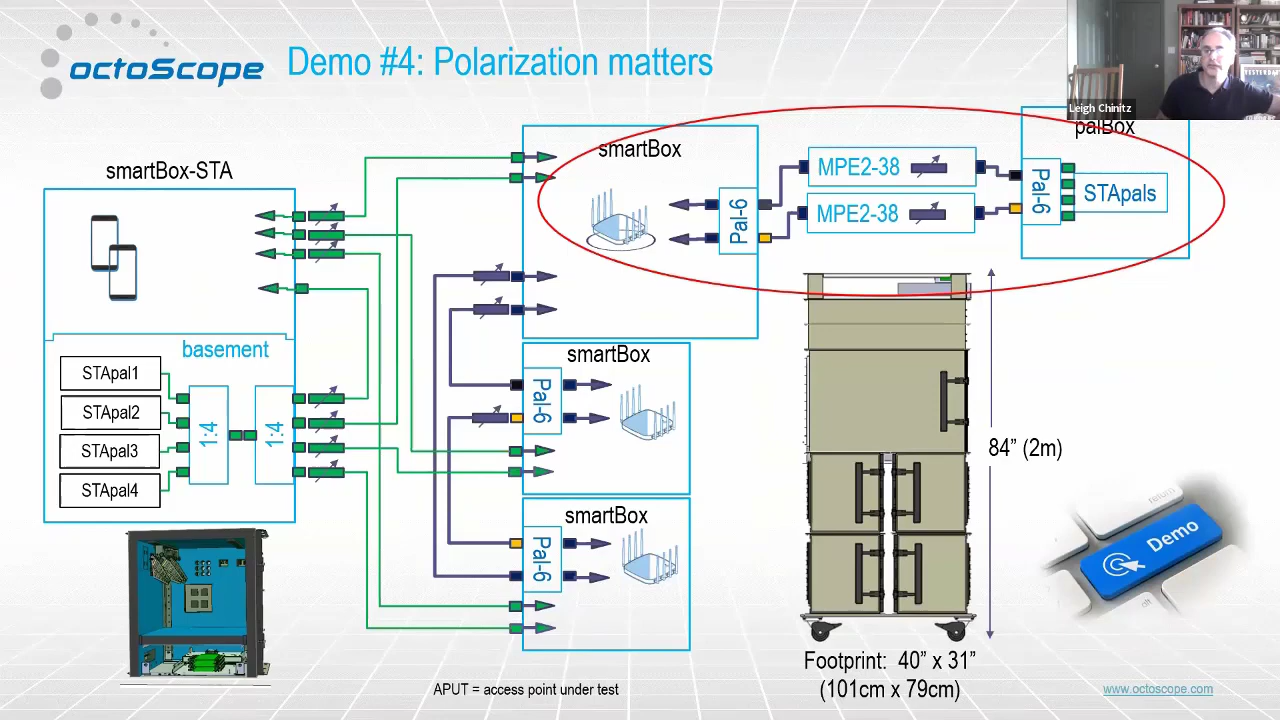 octoScope
Demo #4: Polarization matters
Leigh Chinitz
palBox
smartBox-STA
smartBox
MPE2-38
MPE2-38
Pal-6
Pal-6
STApals
basement
STApal1
STApal2
STApal3
STApal4
1:4
1:4
smartBox
Pal-6
smartBox
Pal-6
84” (2m)
return
Demo
alt
Footprint: 40” x 31”
(101cm x 79cm)
APUT = access point under test
www.octoscope.com